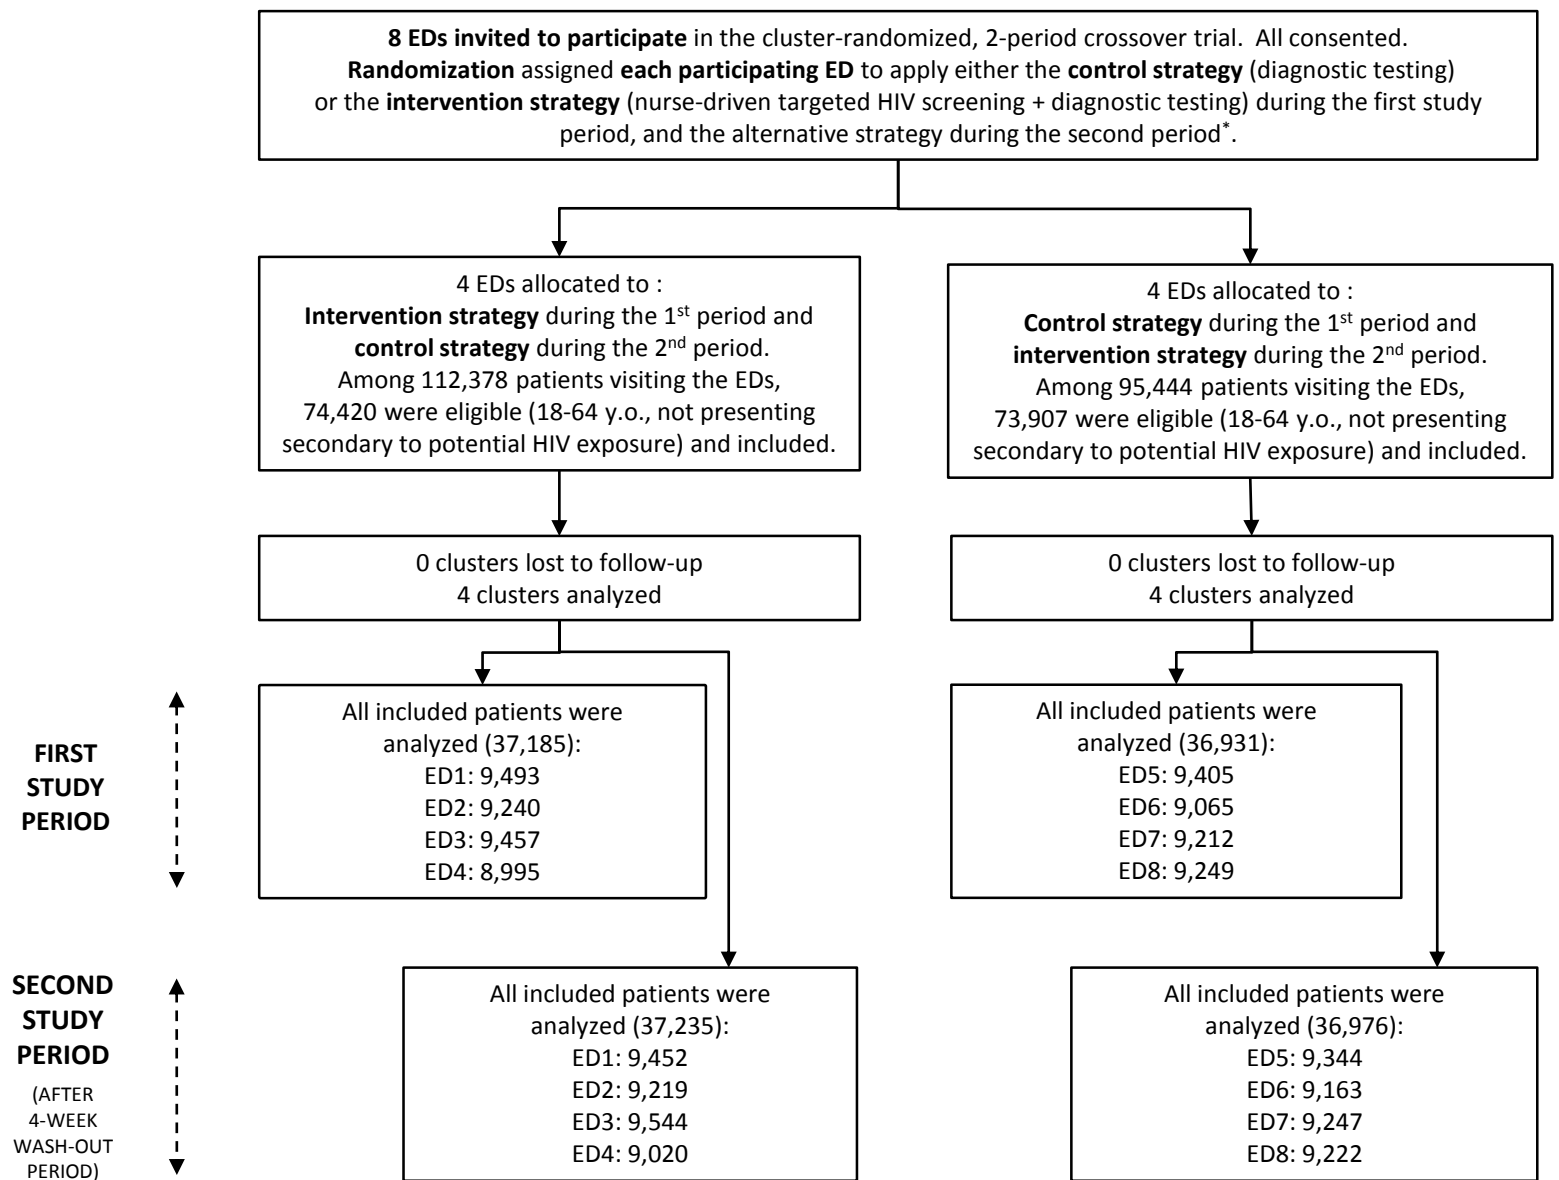 8 EDs invited to participate in the cluster-randomized, 2-period crossover trial.  All consented.
Randomization assigned each participating ED to apply either the control strategy (diagnostic testing)
or the intervention strategy (nurse-driven targeted HIV screening + diagnostic testing) during the first study
period, and the alternative strategy during the second period*.
4 EDs allocated to :
Intervention strategy during the 1st period and
control strategy during the 2nd period.
Among 112,378 patients visiting the EDs,
74,420 were eligible (18-64 y.o., not presenting
secondary to potential HIV exposure) and included.
4 EDs allocated to :
Control strategy during the 1st period and
intervention strategy during the 2nd period.
Among 95,444 patients visiting the EDs,
73,907 were eligible (18-64 y.o., not presenting
secondary to potential HIV exposure) and included.
0 clusters lost to follow-up
4 clusters analyzed
0 clusters lost to follow-up
4 clusters analyzed
FIRST
STUDY
PERIOD
All included patients were
analyzed (37,185):
ED1: 9,493
ED2: 9,240
ED3: 9,457
ED4: 8,995
All included patients were
analyzed (36,931):
ED5: 9,405
ED6: 9,065
ED7: 9,212
ED8: 9,249
SECOND
STUDY
PERIOD
(AFTER
4-WEEK
WASH-OUT
PERIOD)
All included patients were
analyzed (37,235):
ED1: 9,452
ED2: 9,219
ED3: 9,544
ED4: 9,020
All included patients were
analyzed (36,976):
ED5: 9,344
ED6: 9,163
ED7: 9,247
ED8: 9,222